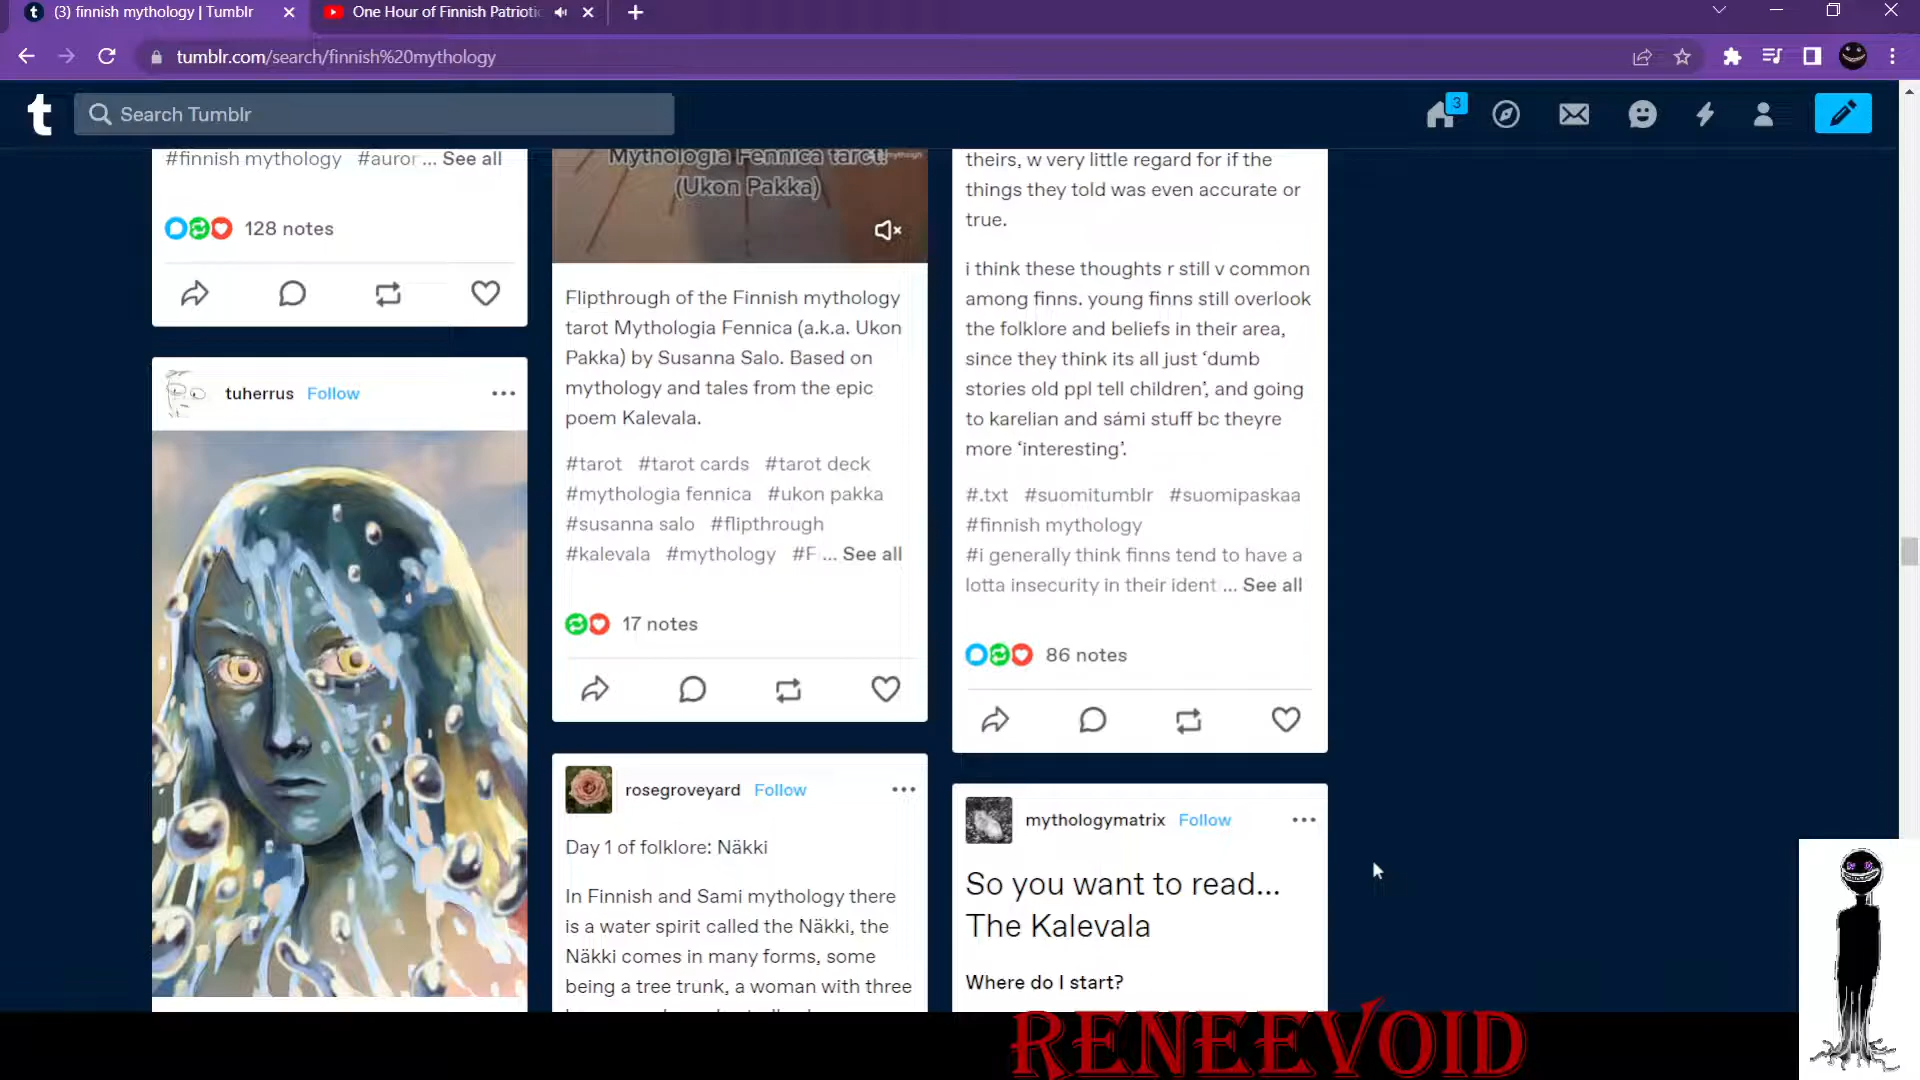 (3) finnish mythology | Tumblr
One Hour of Finnish Patriotic
tumblr.com/search/finnish%20mythology
t
Search Tumblr
3
#finnish mythology #auror ... See all
128 notes
tuherrus Follow
Mythologia Fennica tarot!
(Ukon Pakka)
Flipthrough of the Finnish mythology
tarot Mythologia Fennica (a.k.a. Ukon
Pakka) by Susanna Salo. Based on
mythology and tales from the epic
poem Kalevala.
#tarot #tarot cards #tarot deck
#mythologia fennica #ukon pakka
#susanna salo #flipthrough
#kalevala #mythology #F ... See all
17 notes
rosegroveyard Follow
Day 1 of folklore: Näkki
In Finnish and Sami mythology there
is a water spirit called the Näkki, the
Näkki comes in many forms, some
being a tree trunk, a woman with three
theirs, w very little regard for if the
things they told was even accurate or
true.
i think these thoughts r still v common
among finns. young finns still overlook
the folklore and beliefs in their area,
since they think its all just ‘dumb
stories old ppl tell children’, and going
to karelian and sámi stuff bc theyre
more ‘interesting’.
#.txt #suomitumblr #suomipaskaa
#finnish mythology
#i generally think finns tend to have a
lotta insecurity in their ident ... See all
86 notes
mythologymatrix Follow
So you want to read...
The Kalevala
Where do I start?
RENEEVOID